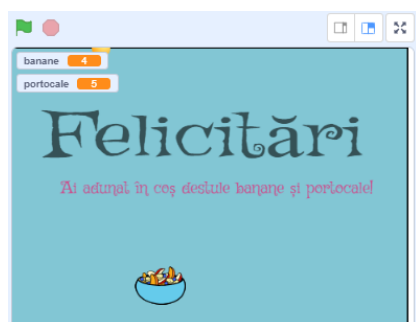 banane 4
portocale 5
Felicitări
Ai adunat în coș destule banane și portocale!